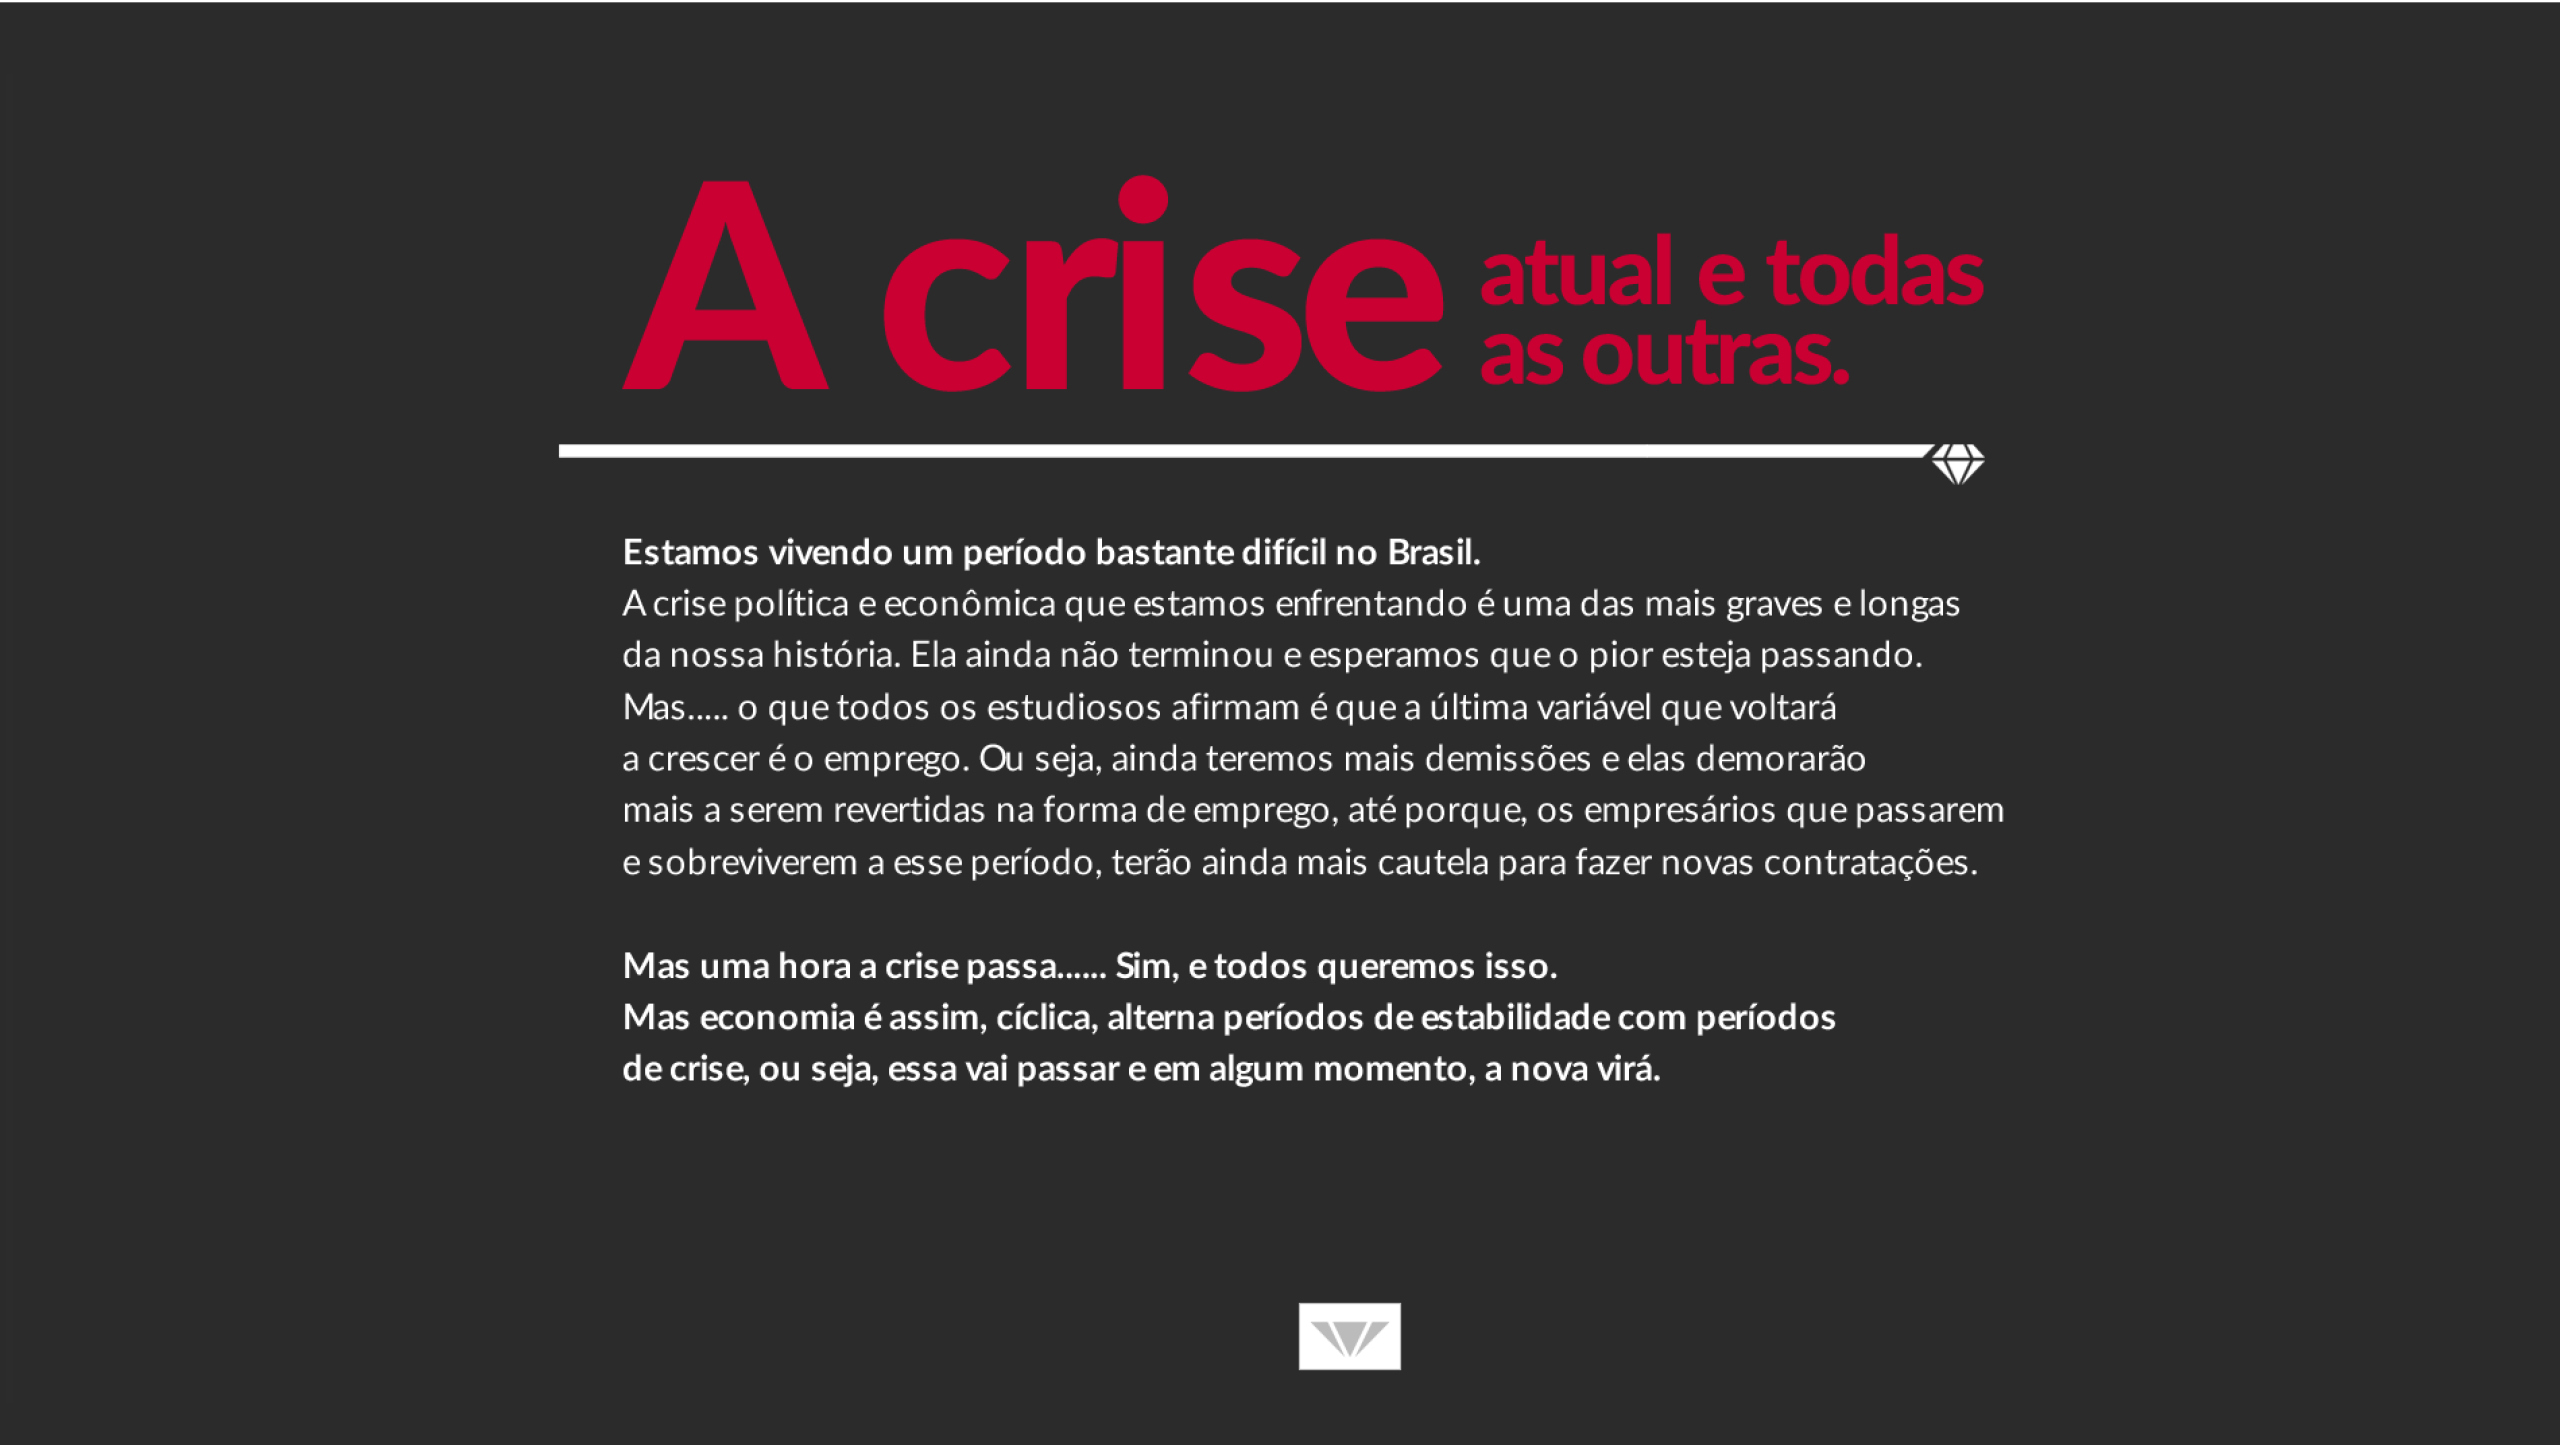 A crise atual e todas
as outras.
Estamos vivendo um período bastante difícil no Brasil.
A crise política e econômica que estamos enfrentando é uma das mais graves e longas
da nossa história. Ela ainda não terminou e esperamos que o pior esteja passando.
Mas..... o que todos os estudiosos afirmam é que a última variável que voltará
a crescer é o emprego. Ou seja, ainda teremos mais demissões e elas demorarão
mais a serem revertidas na forma de emprego, até porque, os empresários que passarem
e sobreviverem a esse período, terão ainda mais cautela para fazer novas contratações.
Mas uma hora a crise passa...... Sim, e todos queremos isso.
Mas economia é assim, cíclica, alterna períodos de estabilidade com períodos
de crise, ou seja, essa vai passar e em algum momento, a nova virá.